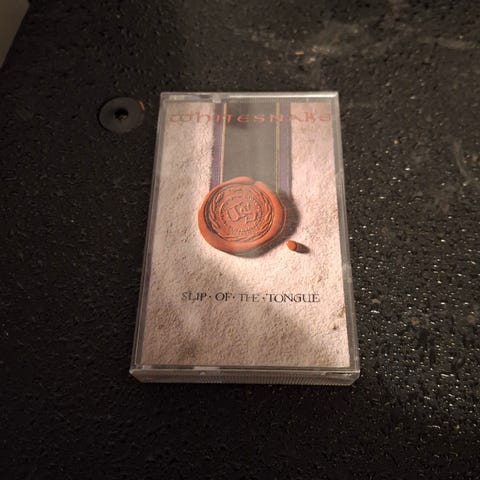 WHITESNAKE
SLIP · OF · THE · TONGUE